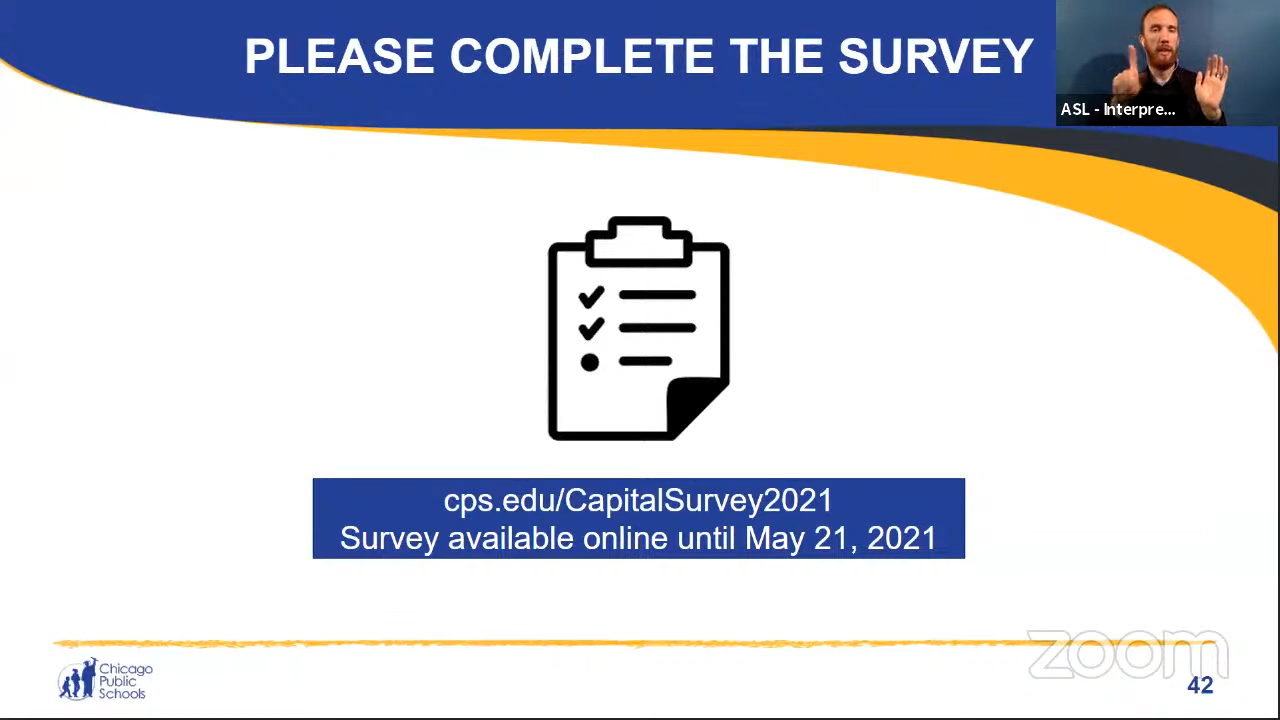 PLEASE COMPLETE THE SURVEY
ASL - Interpre...
cps.edu/CapitalSurvey2021
Survey available online until May 21, 2021
Chicago
Public
Schools
zoom
42